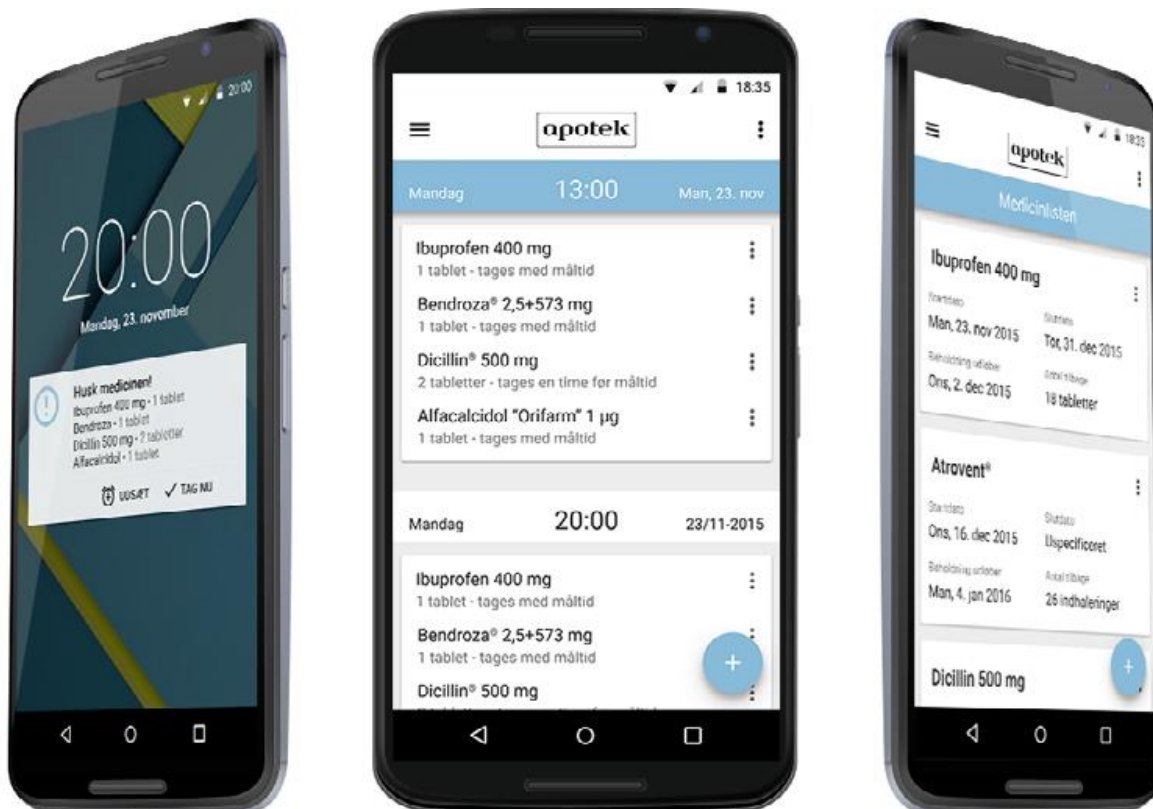 20:00
20:00
Mandag, 23. november
Husk medicinen!
Ibuprofen 400 mg - 1 tablet
Bendroza - 1 tablet
Dicillin 500 mg - 2 tabletter
Alfacalcidol - 1 tablet
UDSÆT TAG NU
18:35
apotek
Mandag 13:00 Man, 23. nov
Ibuprofen 400 mg
1 tablet - tages med måltid
Bendroza® 2,5+573 mg
1 tablet - tages med måltid
Dicillin® 500 mg
2 tabletter - tages en time før måltid
Alfacalcidol "Orifarm" 1 µg
1 tablet - tages med måltid
Mandag 20:00 23/11-2015
Ibuprofen 400 mg
1 tablet - tages med måltid
Bendroza® 2,5+573 mg
1 tablet - tages med måltid
Dicillin® 500 mg
18:35
apotek
Medicinlisten
Ibuprofen 400 mg
Startdato Slutdato
Man, 23. nov 2015 Tor, 31. dec 2015
Beholdning udløber Antal tilbage
Ons, 2. dec 2015 18 tabletter
Atrovent®
Startdato Slutdato
Ons, 16. dec 2015 Uspecificeret
Beholdning udløber Antal tilbage
Man, 4. jan 2016 26 indhaleringer
Dicillin 500 mg